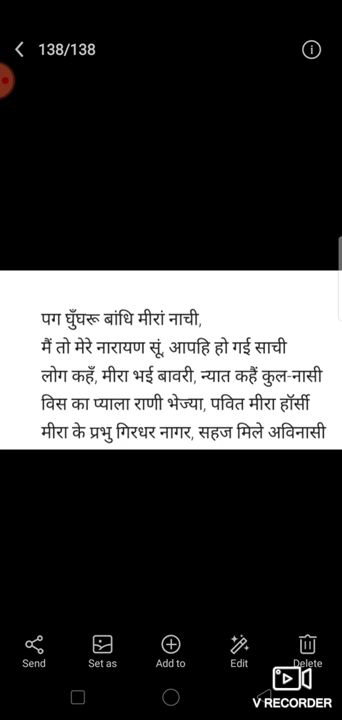 138/138
पग घुँघरू बांधि मीरां नाची,
मैं तो मेरे नारायण सूं, आपहि हो गई साची
लोग कहँ, मीरा भई बावरी, न्यात कहैं कुल-नासी
विस का प्याला राणी भेज्या, पवित मीरा हॉर्सी
मीरा के प्रभु गिरधर नागर, सहज मिले अविनासी
Send Set as Add to Edit Delete
V RECORDER